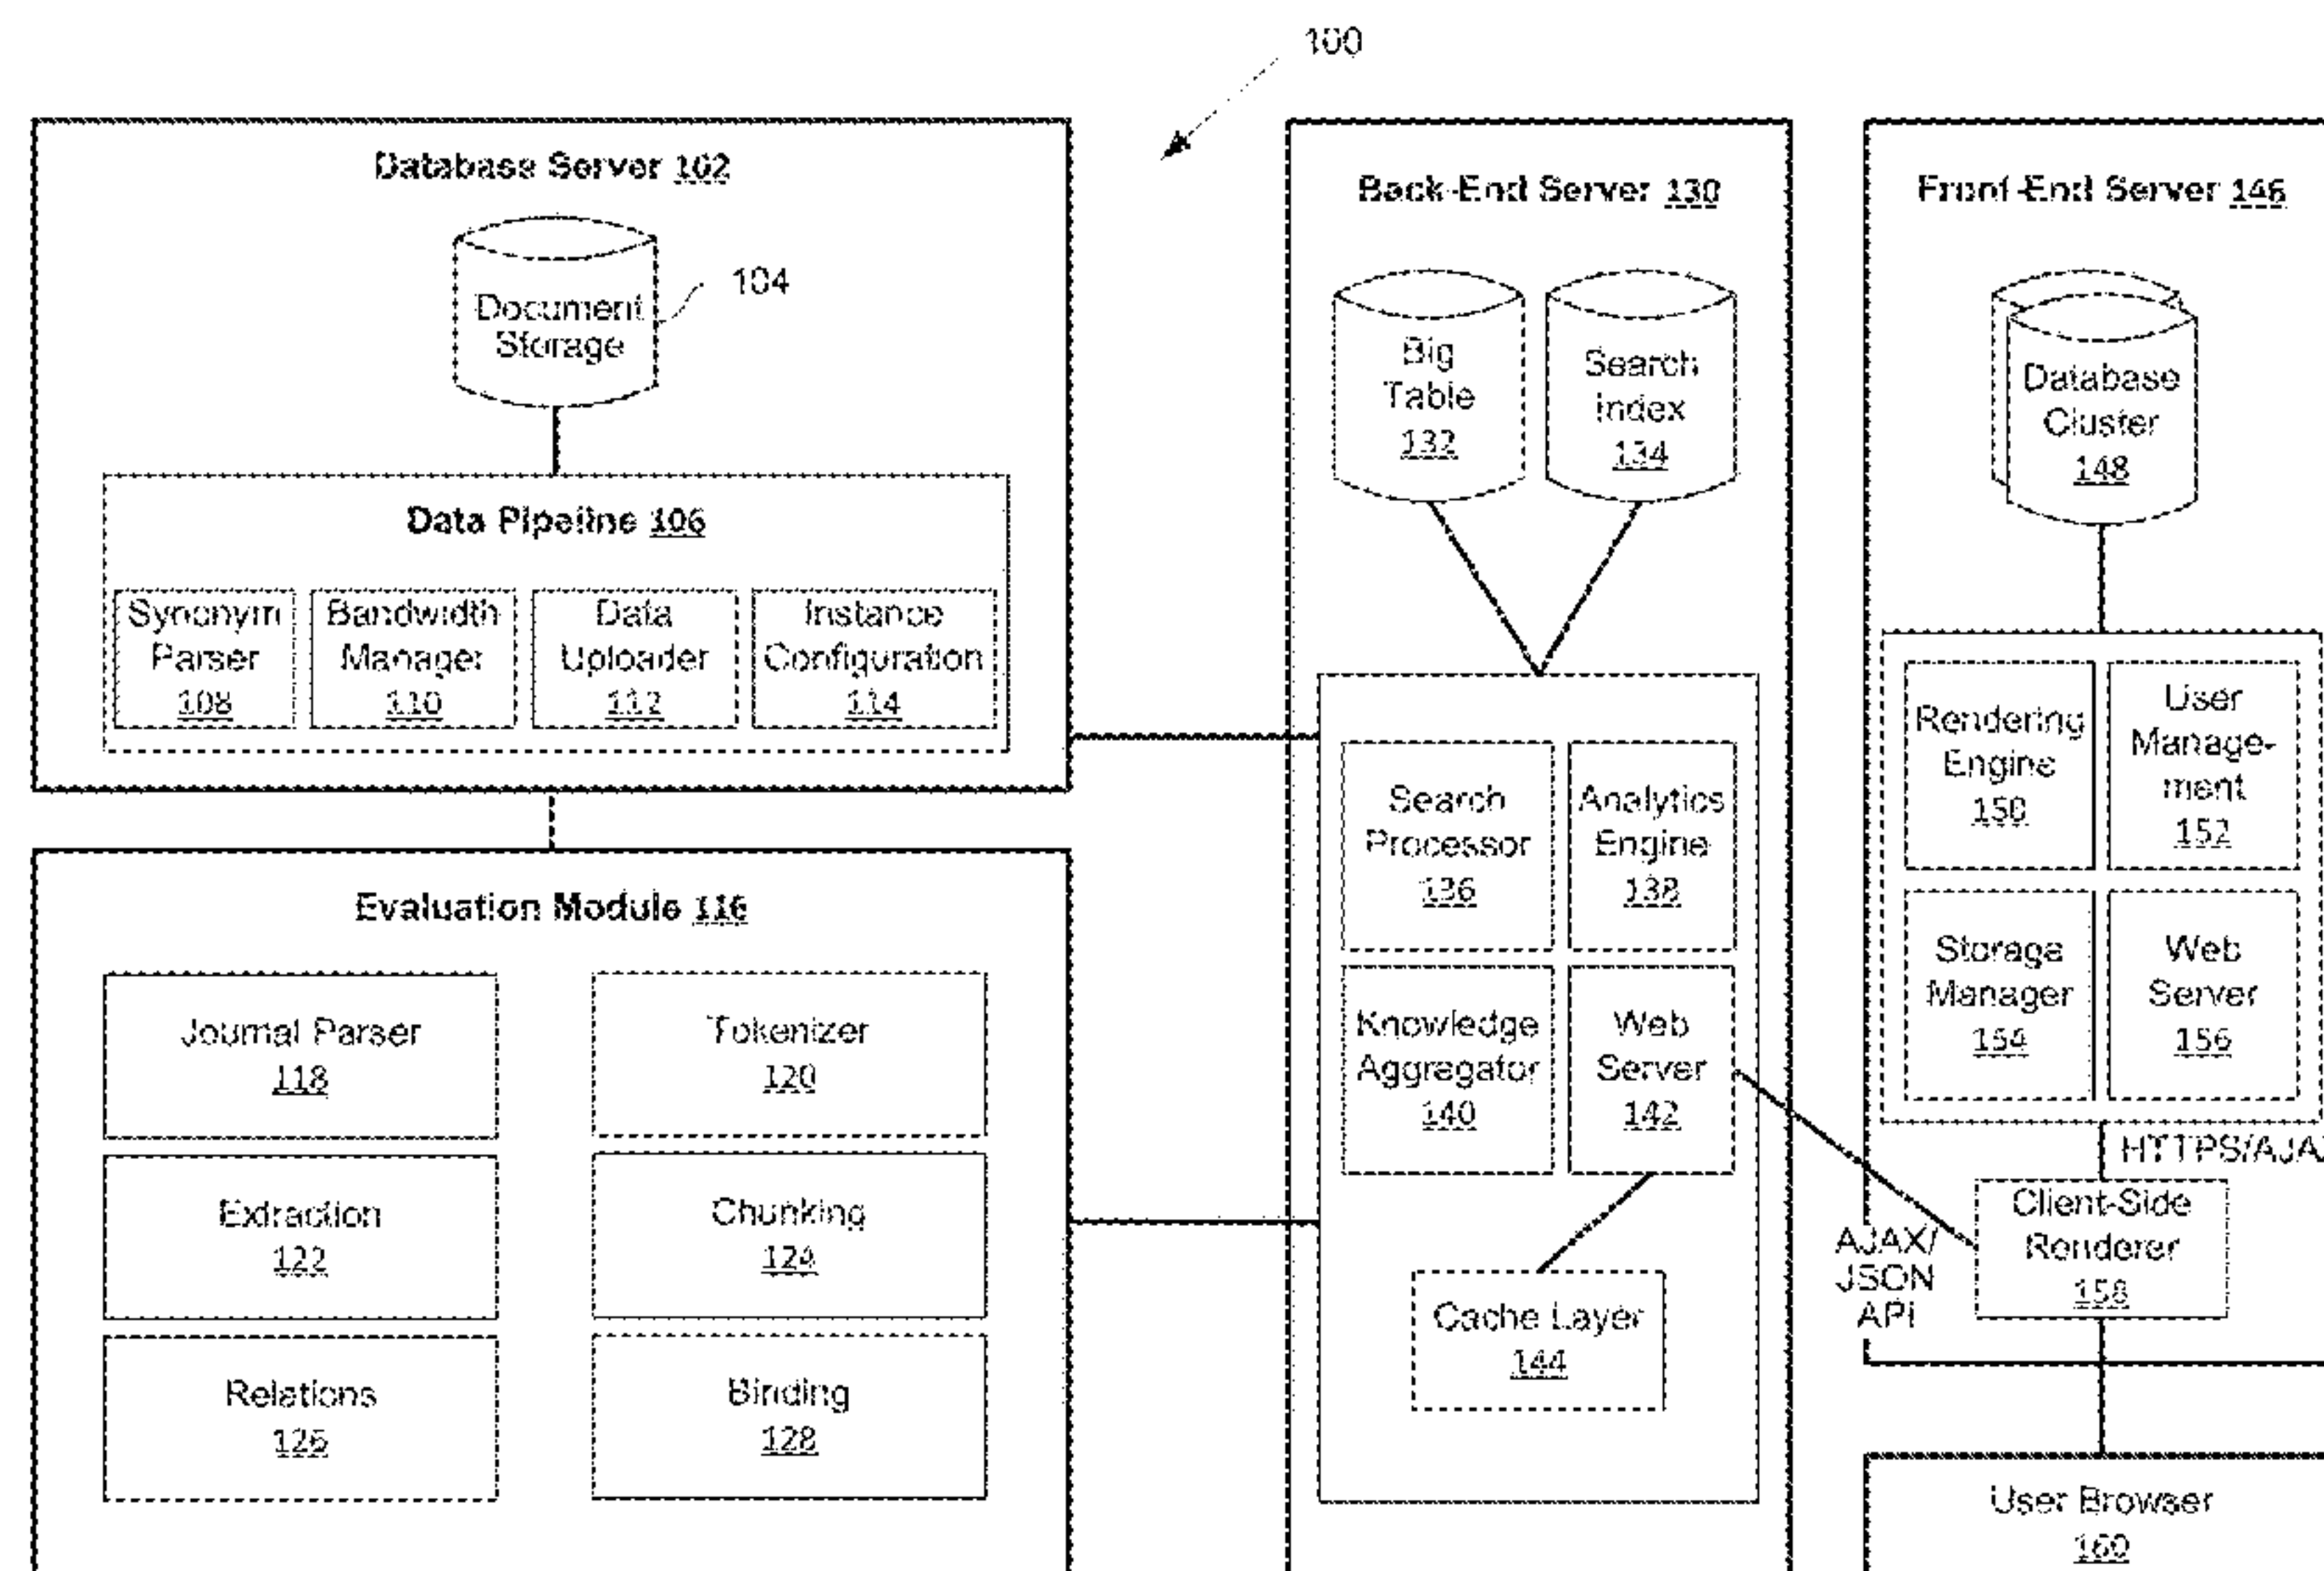 100
Database Server 102
Document
Storage
104
Data Pipeline 106
Synonym
Parser
108
Bandwidth
Manager
110
Data
Uploader
112
Instance
Configuration
114
Evaluation Module 116
Journal Parser
118
Tokenizer
120
Extraction
122
Chunking
124
Relations
126
Binding
128
Back-End Server 130
Big
Table
132
Search
Index
134
Search
Processor
136
Analytics
Engine
138
Knowledge
Aggregator
140
Web
Server
142
Cache Layer
144
Front-End Server 146
Database
Cluster
148
Rendering
Engine
150
User
Manage-
ment
152
Storage
Manager
154
Web
Server
156
HTTPS/AJA
Client-Side
Renderer
158
AJAX/
JSON
API
User Browser
160